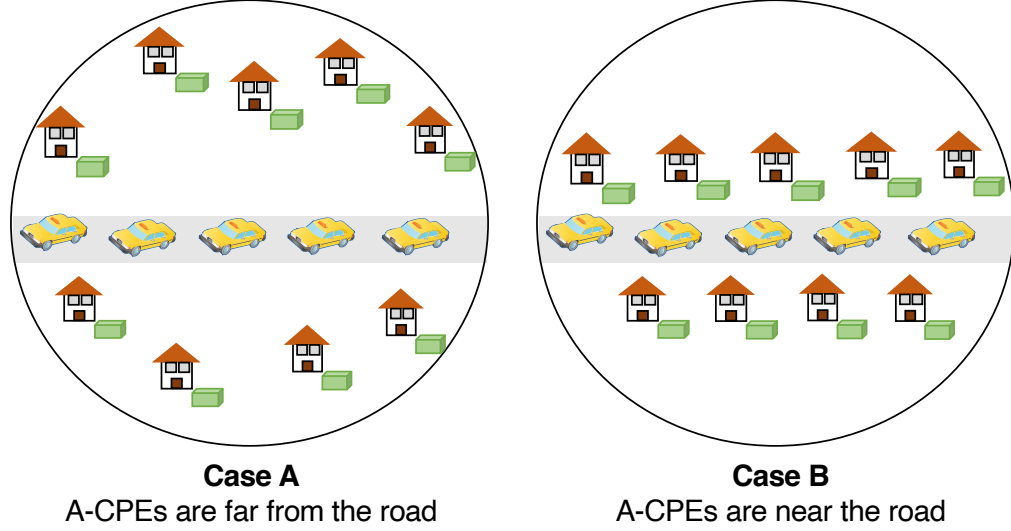 Case A
A-CPEs are far from the road
Case B
A-CPEs are near the road